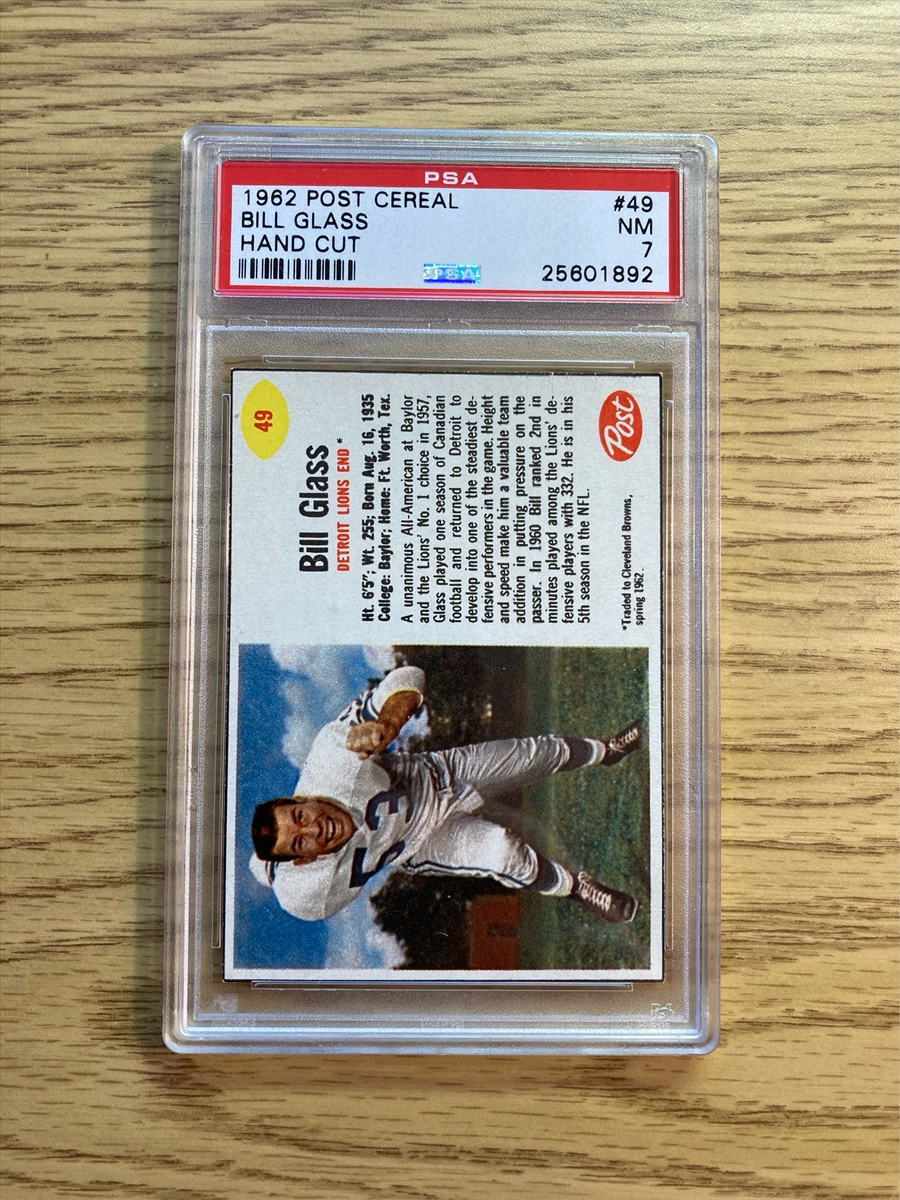 PSA
1962 POST CEREAL #49
BILL GLASS NM
HAND CUT 7
25601892
49
Bill Glass
DETROIT LIONS END*
Ht. 6'5"; Wt. 255; Born Aug. 16, 1935
College: Baylor; Home: Ft. Worth, Tex.
A unanimous All-American at Baylor
and the Lions' No. 1 choice in 1957,
Glass played one season of Canadian
football and returned to Detroit to
develop into one of the steadiest de-
fensive performers in the game. Height
and speed make him a valuable team
addition in putting pressure on the
passer. In 1960 Bill ranked 2nd in
minutes played among the Lions' de-
fensive players with 332. He is in his
5th season in the NFL.
*Traded to Cleveland Browns,
spring 1962.
Post
53